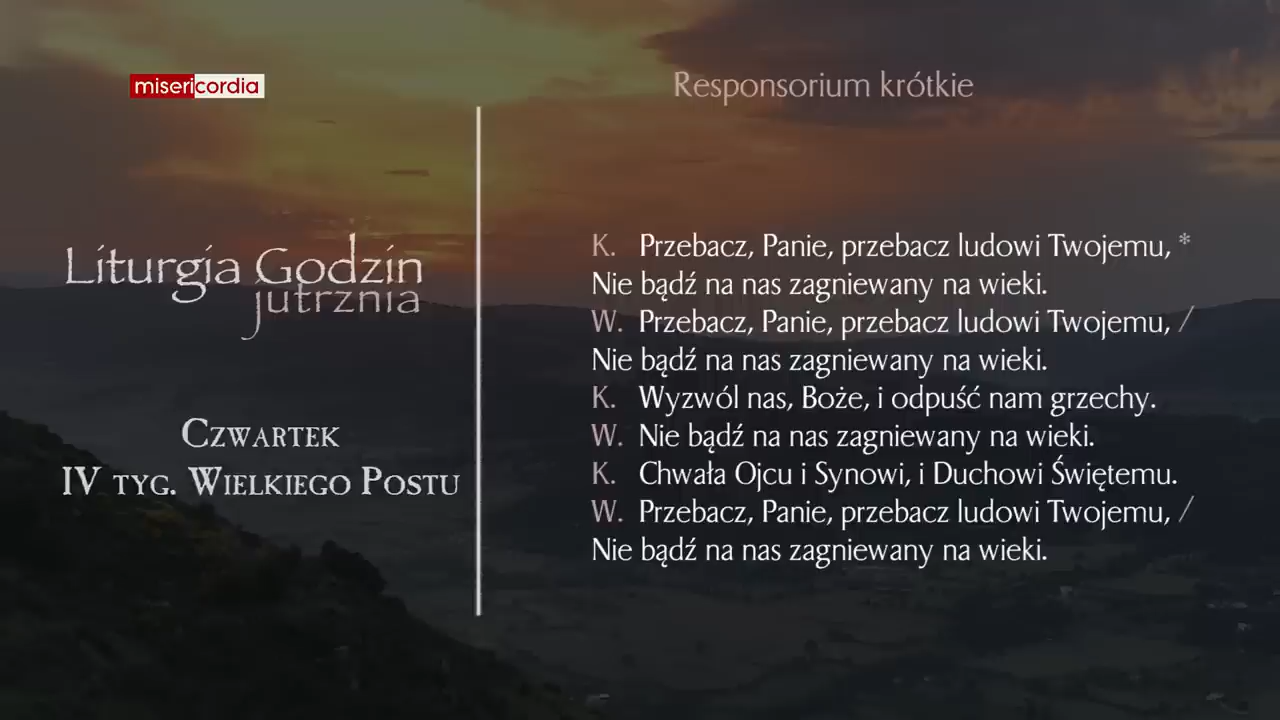 misericordia
Liturgia Godzin
jutrznia
Czwartek
IV tyg. Wielkiego Postu
Responsorium krótkie
K. Przebacz, Panie, przebacz ludowi Twojemu, *
Nie bądź na nas zagniewany na wieki.
W. Przebacz, Panie, przebacz ludowi Twojemu, /
Nie bądź na nas zagniewany na wieki.
K. Wyzwól nas, Boże, i odpuść nam grzechy.
W. Nie bądź na nas zagniewany na wieki.
K. Chwała Ojcu i Synowi, i Duchowi Świętemu.
W. Przebacz, Panie, przebacz ludowi Twojemu, /
Nie bądź na nas zagniewany na wieki.